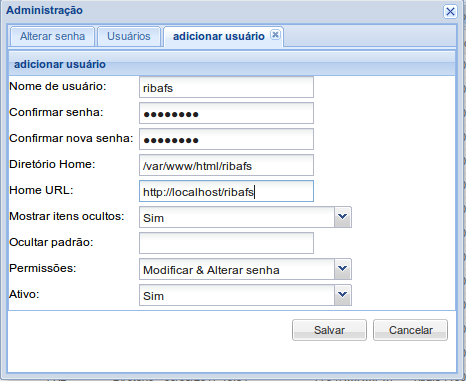 Administração
Alterar senha Usuários adicionar usuário
adicionar usuário
Nome de usuário: ribafs
Confirmar senha: ●●●●●●●●
Confirmar nova senha: ●●●●●●●●
Diretório Home: /var/www/html/ribafs
Home URL: http://localhost/ribafs
Mostrar itens ocultos: Sim
Ocultar padrão:
Permissões: Modificar & Alterar senha
Ativo: Sim
Salvar Cancelar